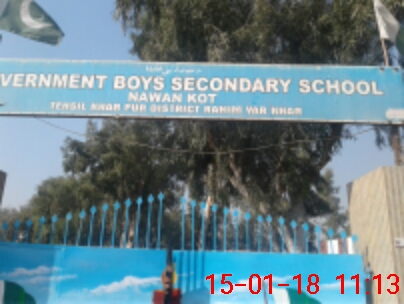 VERNMENT BOYS SECONDARY SCHOOL
NAWAN KOT
TEHSIL KHAN PUR DISTRICT RAHIM YAR KHAN
15-01-18 11:13